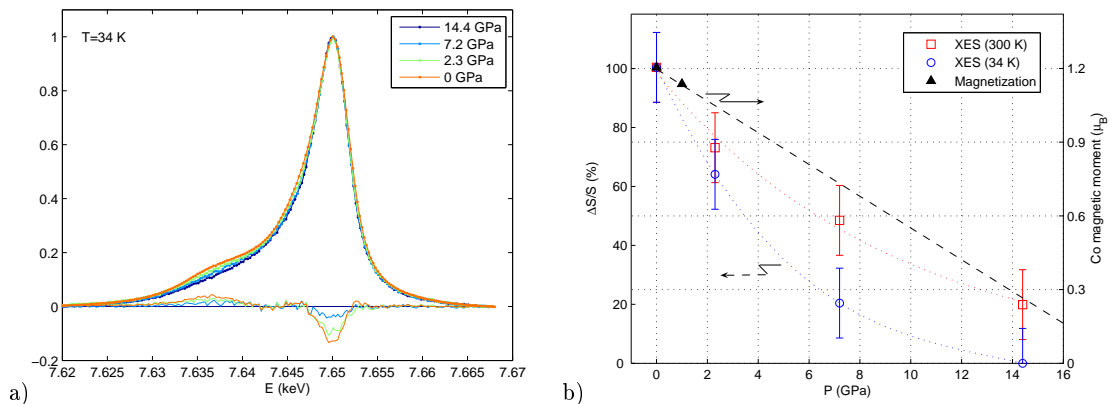 T=34 K
14.4 GPa
7.2 GPa
2.3 GPa
0 GPa
1
0.8
0.6
0.4
0.2
0
−0.2
7.62 7.625 7.63 7.635 7.64 7.645 7.65 7.655 7.66 7.665 7.67
E (keV)
a)
XES (300 K)
XES (34 K)
Magnetization
100
80
60
40
20
0
ΔS/S (%)
1.2
0.9
0.6
0.3
0
Co magnetic moment (μB)
0 2 4 6 8 10 12 14 16
P (GPa)
b)